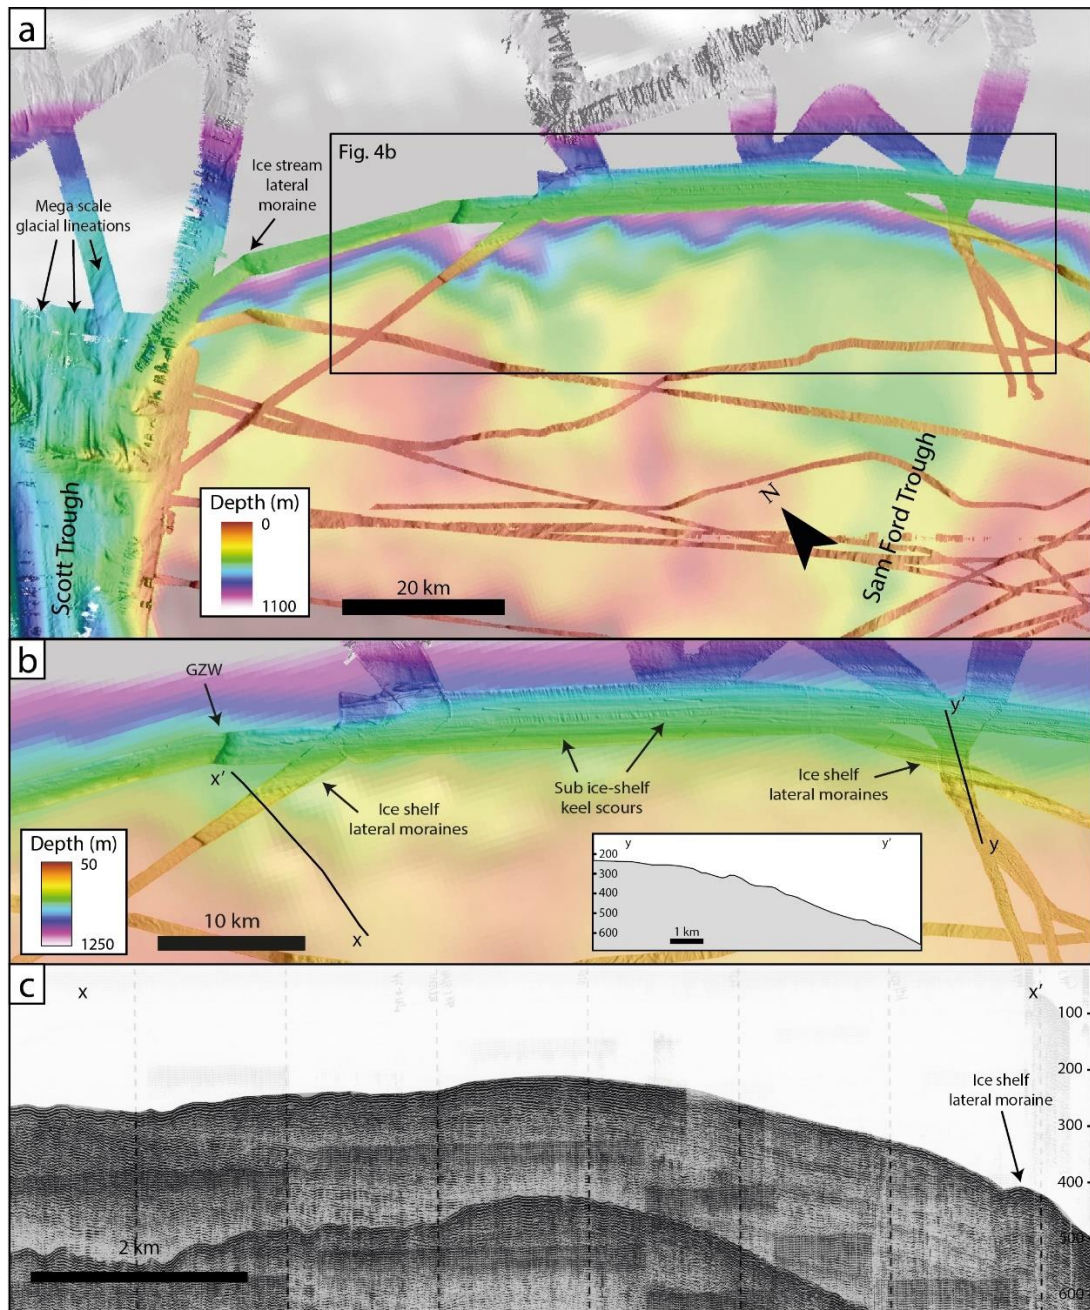 a
Fig. 4b
Ice stream
lateral
moraine
Mega-scale
glacial lineations
N
Scott Trough
Sam Ford Trough
Depth (m)
0
1100
20 km
b
GZW
x'
y'
Ice shelf
lateral moraines
Sub ice-shelf
keel scours
Ice shelf
lateral moraines
y
x
Depth (m)
50
1250
10 km
y
y'
200
300
400
500
600
1 km
c
x
x'
100
200
Ice shelf
lateral moraine
300
400
500
600
2 km